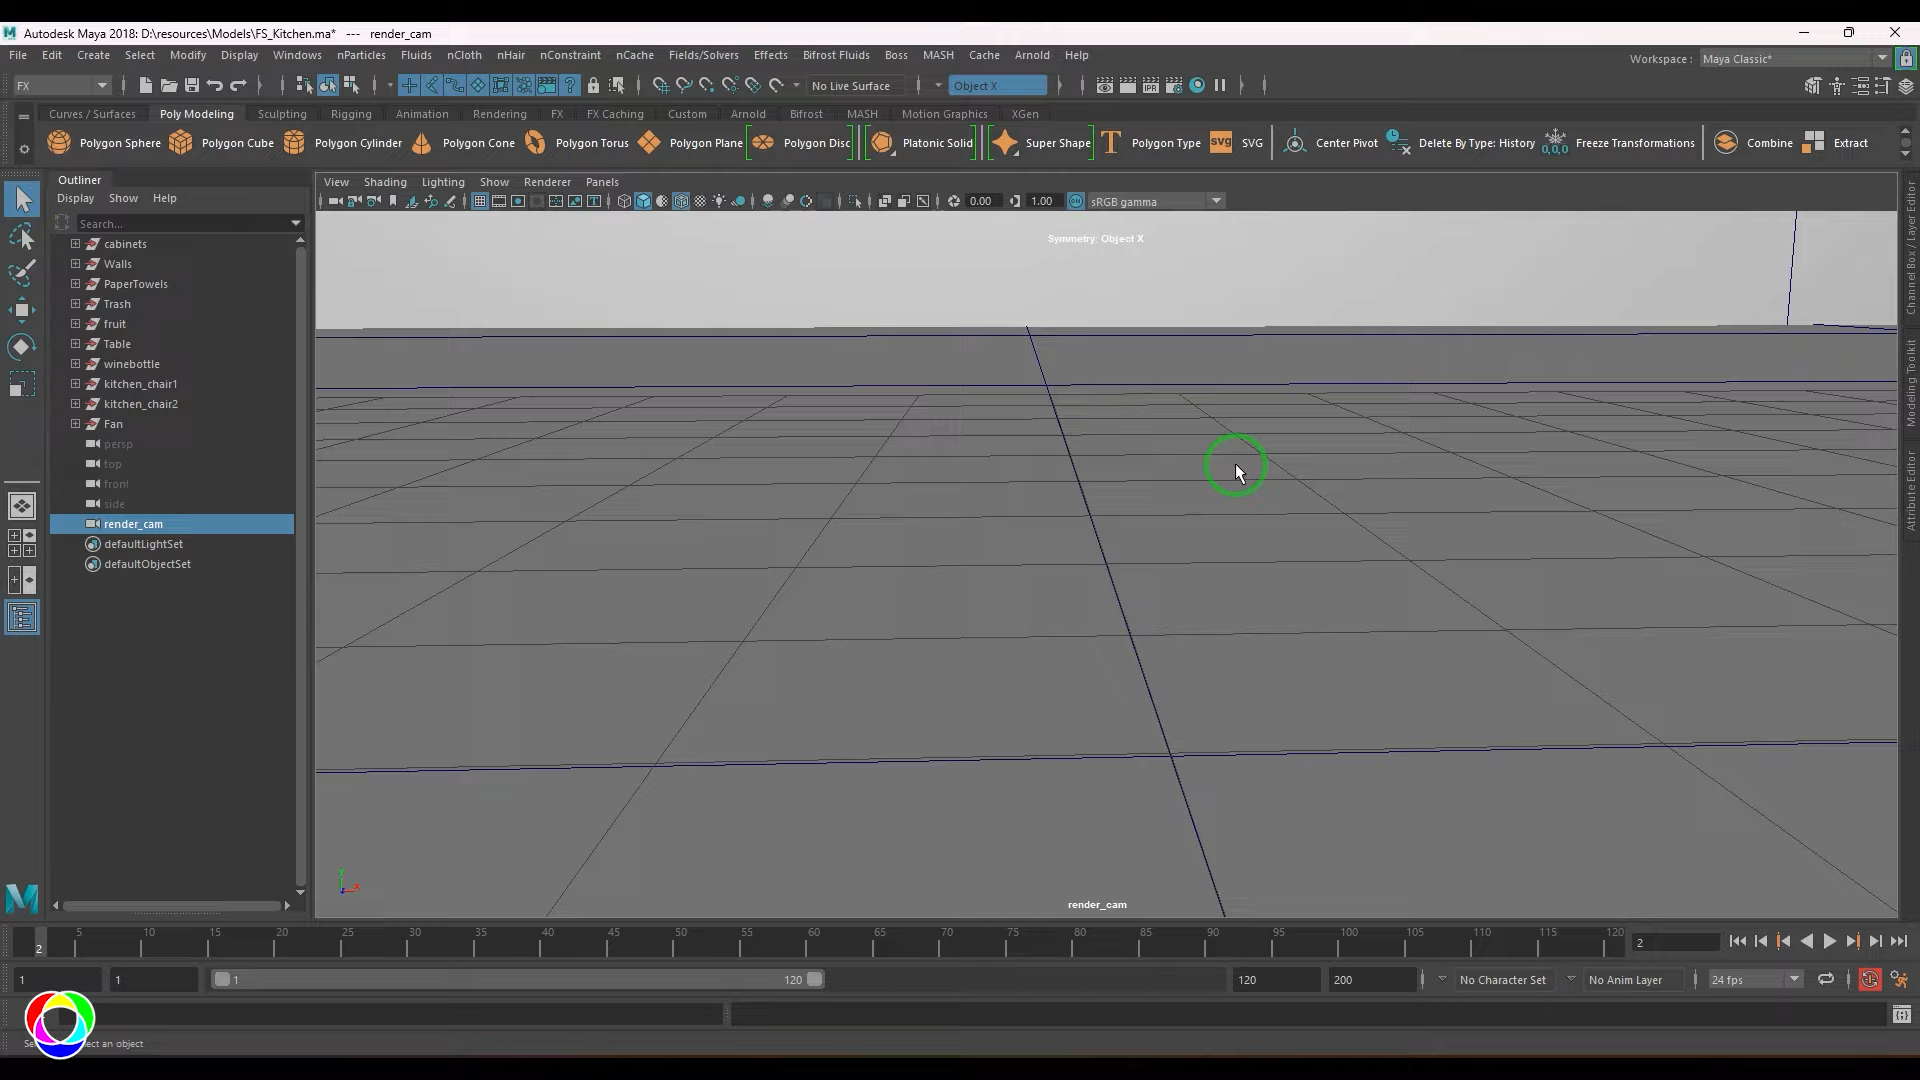 Autodesk Maya 2018: D:\resources\Models\FS_Kitchen.ma*   ---   render_cam
File Edit Create Select Modify Display Windows nParticles Fluids nCloth nHair nConstraint nCache Fields/Solvers Effects Bifrost Fluids Boss MASH Cache Arnold Help
Workspace : Maya Classic*
FX No Live Surface Object X
Curves / Surfaces Poly Modeling Sculpting Rigging Animation Rendering FX FX Caching Custom Arnold Bifrost MASH Motion Graphics XGen
Polygon Sphere Polygon Cube Polygon Cylinder Polygon Cone Polygon Torus Polygon Plane Polygon Disc Platonic Solid Super Shape Polygon Type SVG SVG Center Pivot Delete By Type: History 0,0,0 Freeze Transformations Combine Extract
Outliner
Display Show Help
Search...
cabinets
Walls
PaperTowels
Trash
fruit
Table
winebottle
kitchen_chair1
kitchen_chair2
Fan
persp
top
front
side
render_cam
defaultLightSet
defaultObjectSet
View Shading Lighting Show Renderer Panels
0.00 1.00 ON sRGB gamma
Symmetry: Object X
y
x
render_cam
Channel Box / Layer Editor
Modeling Toolkit
Attribute Editor
2 5 10 15 20 25 30 35 40 45 50 55 60 65 70 75 80 85 90 95 100 105 110 115 120
2
1 1 1 120 120 200 No Character Set No Anim Layer 24 fps
ect an object